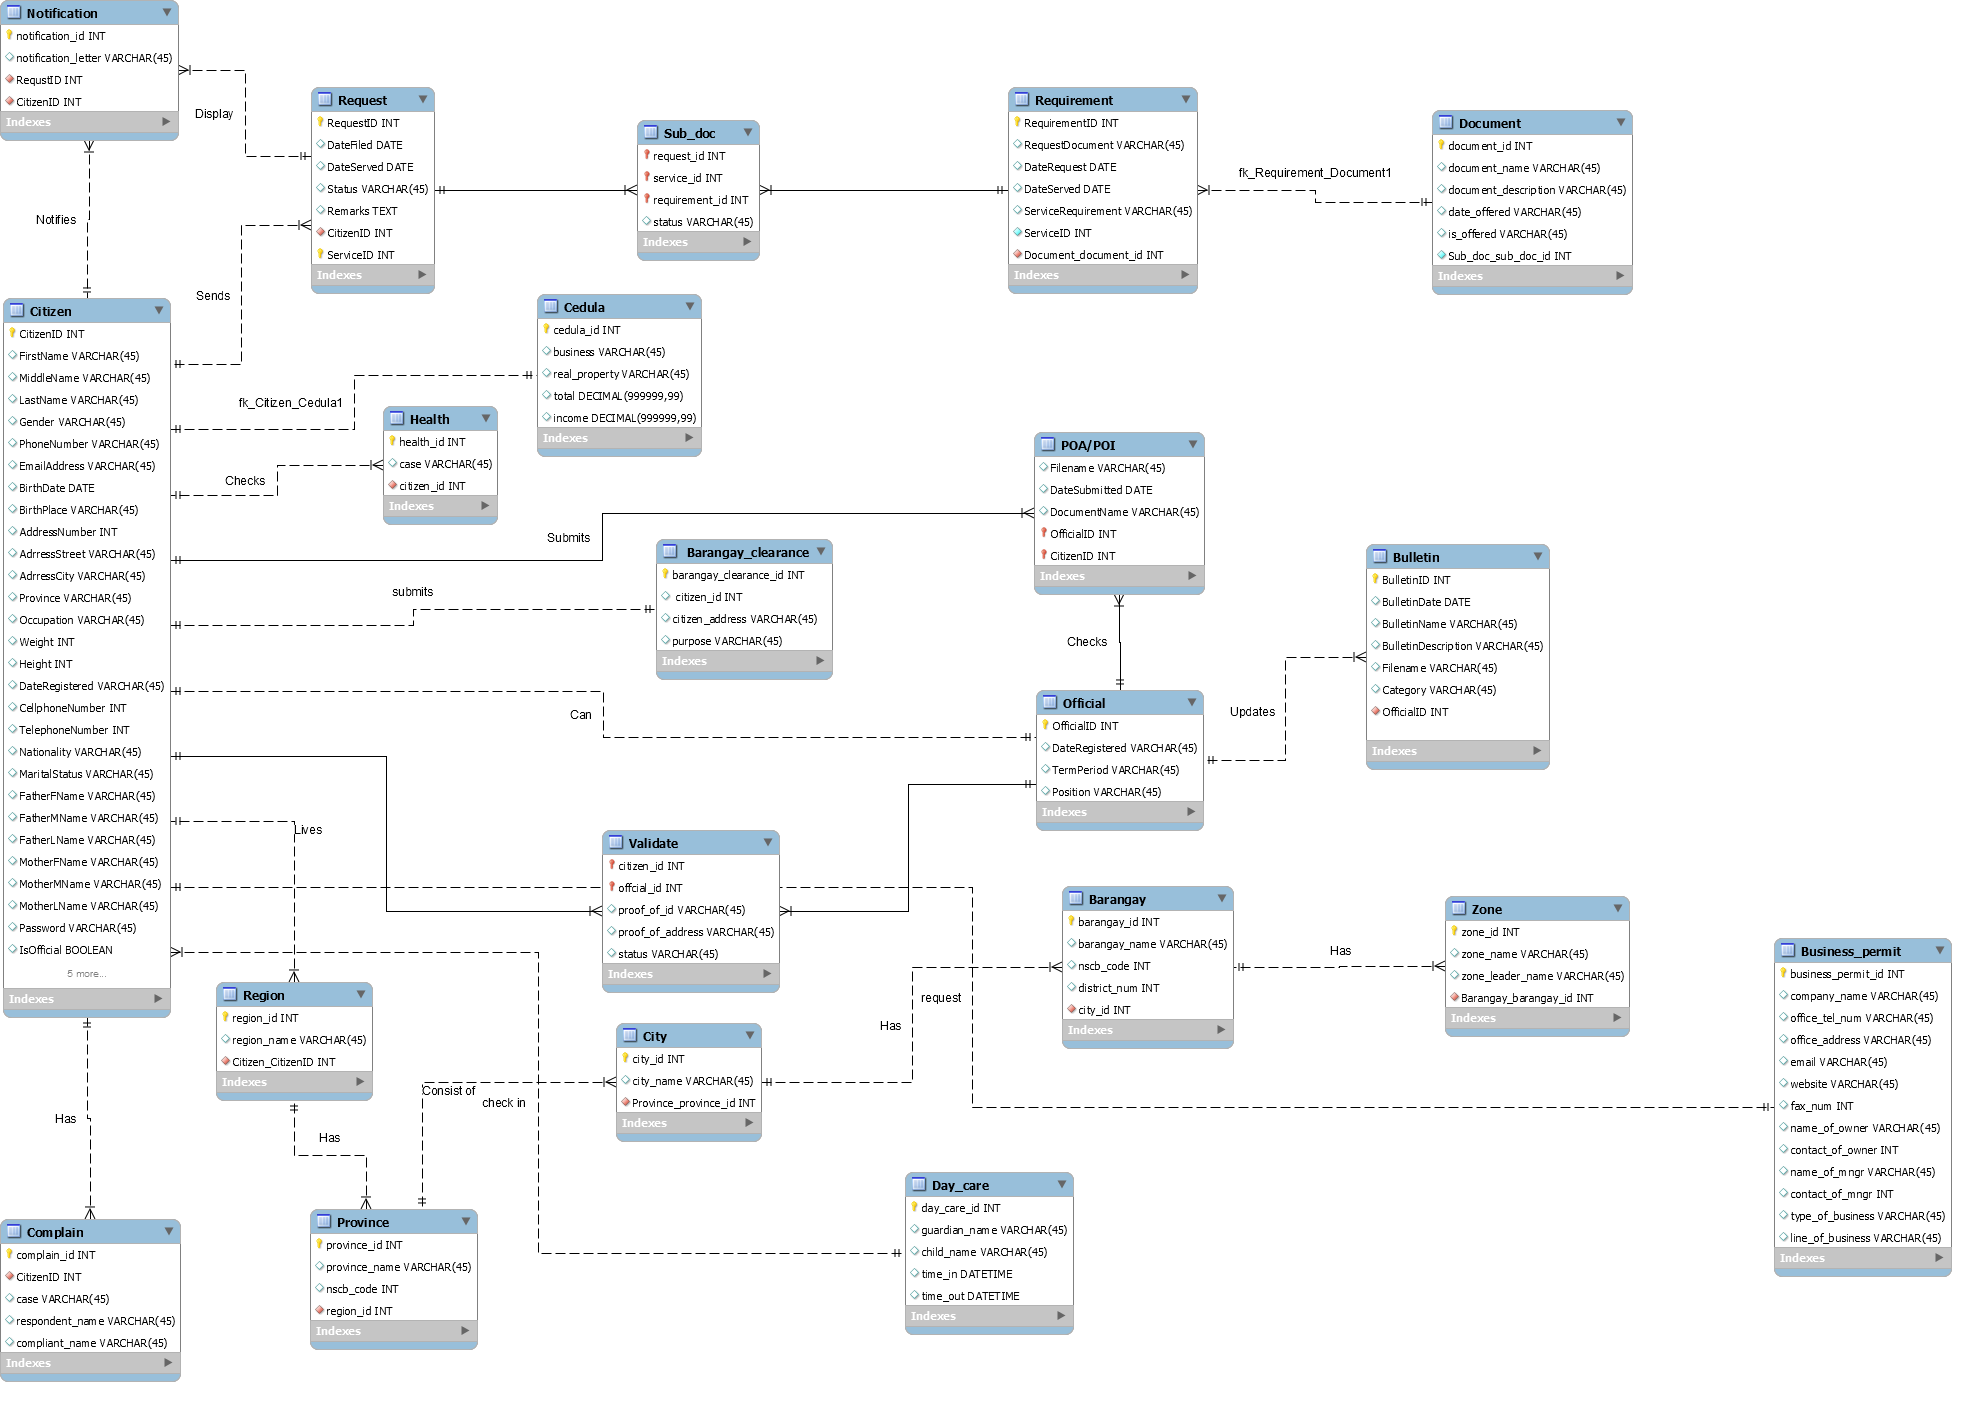 Notification
notification_id INT
notification_letter VARCHAR(45)
RequstID INT
CitizenID INT
Indexes
Display
Notifies
Request
RequestID INT
DateFiled DATE
DateServed DATE
Status VARCHAR(45)
Remarks TEXT
CitizenID INT
ServiceID INT
Indexes
Sends
Sub_doc
request_id INT
service_id INT
requirement_id INT
status VARCHAR(45)
Indexes
Requirement
RequirementID INT
RequestDocument VARCHAR(45)
DateRequest DATE
DateServed DATE
ServiceRequirement VARCHAR(45)
ServiceID INT
Document_document_id INT
Indexes
fk_Requirement_Document1
Document
document_id INT
document_name VARCHAR(45)
document_description VARCHAR(45)
date_offered VARCHAR(45)
is_offered VARCHAR(45)
Sub_doc_sub_doc_id INT
Indexes
Citizen
CitizenID INT
FirstName VARCHAR(45)
MiddleName VARCHAR(45)
LastName VARCHAR(45)
Gender VARCHAR(45)
PhoneNumber VARCHAR(45)
EmailAddress VARCHAR(45)
BirthDate DATE
BirthPlace VARCHAR(45)
AddressNumber INT
AdrressStreet VARCHAR(45)
AdrressCity VARCHAR(45)
Province VARCHAR(45)
Occupation VARCHAR(45)
Weight INT
Height INT
DateRegistered VARCHAR(45)
CellphoneNumber INT
TelephoneNumber INT
Nationality VARCHAR(45)
MaritalStatus VARCHAR(45)
FatherFName VARCHAR(45)
FatherMName VARCHAR(45)
FatherLName VARCHAR(45)
MotherFName VARCHAR(45)
MotherMName VARCHAR(45)
MotherLName VARCHAR(45)
Password VARCHAR(45)
IsOfficial BOOLEAN
5 more...
Indexes
Cedula
cedula_id INT
business VARCHAR(45)
real_property VARCHAR(45)
total DECIMAL(999999,99)
income DECIMAL(999999,99)
Indexes
fk_Citizen_Cedula1
Health
health_id INT
case VARCHAR(45)
citizen_id INT
Indexes
Checks
Submits
POA/POI
Filename VARCHAR(45)
DateSubmitted DATE
DocumentName VARCHAR(45)
OfficialID INT
CitizenID INT
Indexes
Checks
Barangay_clearance
barangay_clearance_id INT
citizen_id INT
citizen_address VARCHAR(45)
purpose VARCHAR(45)
Indexes
submits
Bulletin
BulletinID INT
BulletinDate DATE
BulletinName VARCHAR(45)
BulletinDescription VARCHAR(45)
Filename VARCHAR(45)
Category VARCHAR(45)
OfficialID INT
Indexes
Updates
Can
Official
OfficialID INT
DateRegistered VARCHAR(45)
TermPeriod VARCHAR(45)
Position VARCHAR(45)
Indexes
Lives
Validate
citizen_id INT
offcial_id INT
proof_of_id VARCHAR(45)
proof_of_address VARCHAR(45)
status VARCHAR(45)
Indexes
Barangay
barangay_id INT
barangay_name VARCHAR(45)
nscb_code INT
district_num INT
city_id INT
Indexes
Has
Zone
zone_id INT
zone_name VARCHAR(45)
zone_leader_name VARCHAR(45)
Barangay_barangay_id INT
Indexes
Business_permit
business_permit_id INT
company_name VARCHAR(45)
office_tel_num VARCHAR(45)
office_address VARCHAR(45)
email VARCHAR(45)
website VARCHAR(45)
fax_num INT
name_of_owner VARCHAR(45)
contact_of_owner INT
name_of_mngr VARCHAR(45)
contact_of_mngr INT
type_of_business VARCHAR(45)
line_of_business VARCHAR(45)
Indexes
Region
region_id INT
region_name VARCHAR(45)
Citizen_CitizenID INT
Indexes
request
Has
City
city_id INT
city_name VARCHAR(45)
Province_province_id INT
Indexes
Consist of
check in
Has
Has
Province
province_id INT
province_name VARCHAR(45)
nscb_code INT
region_id INT
Indexes
Day_care
day_care_id INT
guardian_name VARCHAR(45)
child_name VARCHAR(45)
time_in DATETIME
time_out DATETIME
Indexes
Complain
complain_id INT
CitizenID INT
case VARCHAR(45)
respondent_name VARCHAR(45)
compliant_name VARCHAR(45)
Indexes